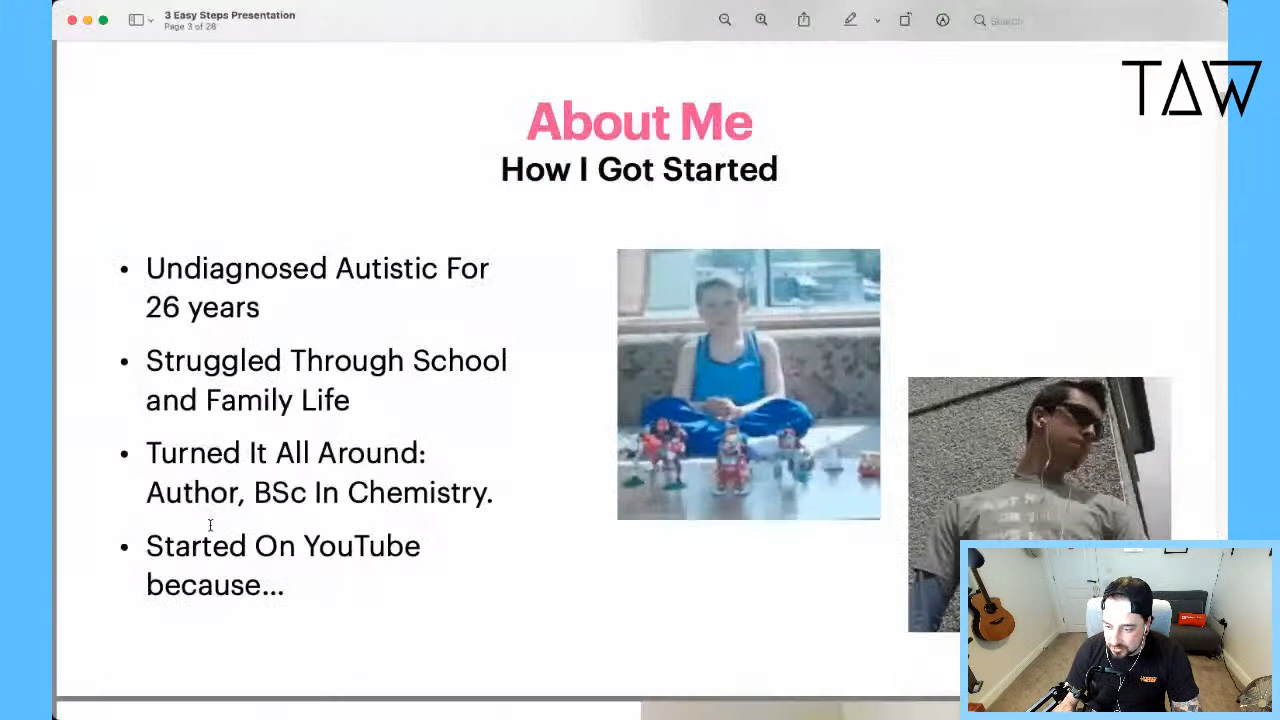 3 Easy Steps Presentation
Page 3 of 28
Search
TAW
About Me
How I Got Started
• Undiagnosed Autistic For
26 years
• Struggled Through School
and Family Life
• Turned It All Around:
Author, BSc In Chemistry.
• Started On YouTube
because...